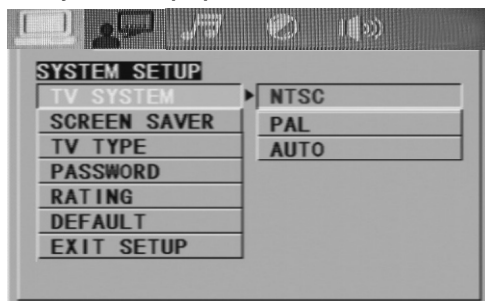 SYSTEM SETUP
TV SYSTEM
NTSC
SCREEN SAVER
PAL
TV TYPE
AUTO
PASSWORD
RATING
DEFAULT
EXIT SETUP